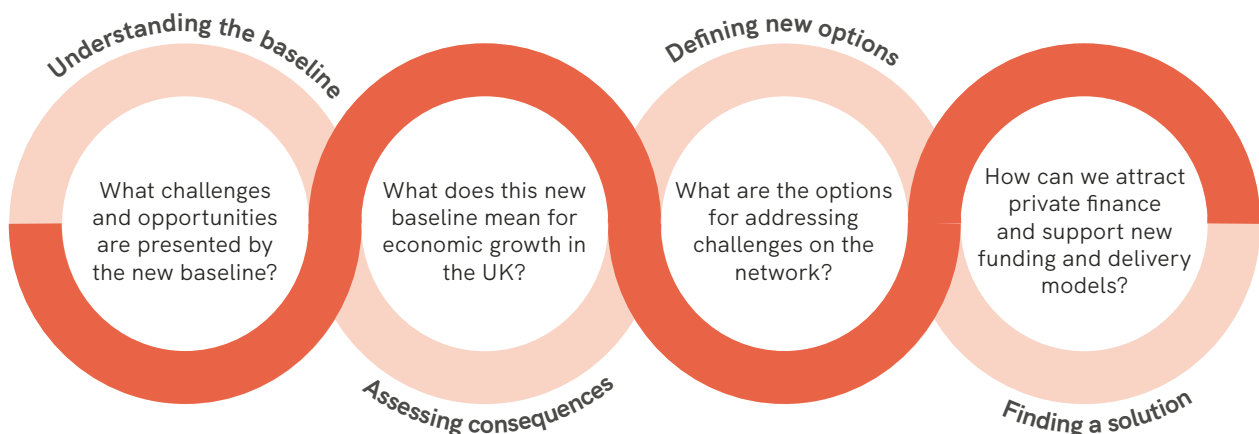 Understanding the baseline
What challenges
and opportunities
are presented by
the new baseline?
What does this new
baseline mean for
economic growth in
the UK?
Assessing consequences
Defining new options
What are the options
for addressing
challenges on the
network?
How can we attract
private finance
and support new
funding and delivery
models?
Finding a solution